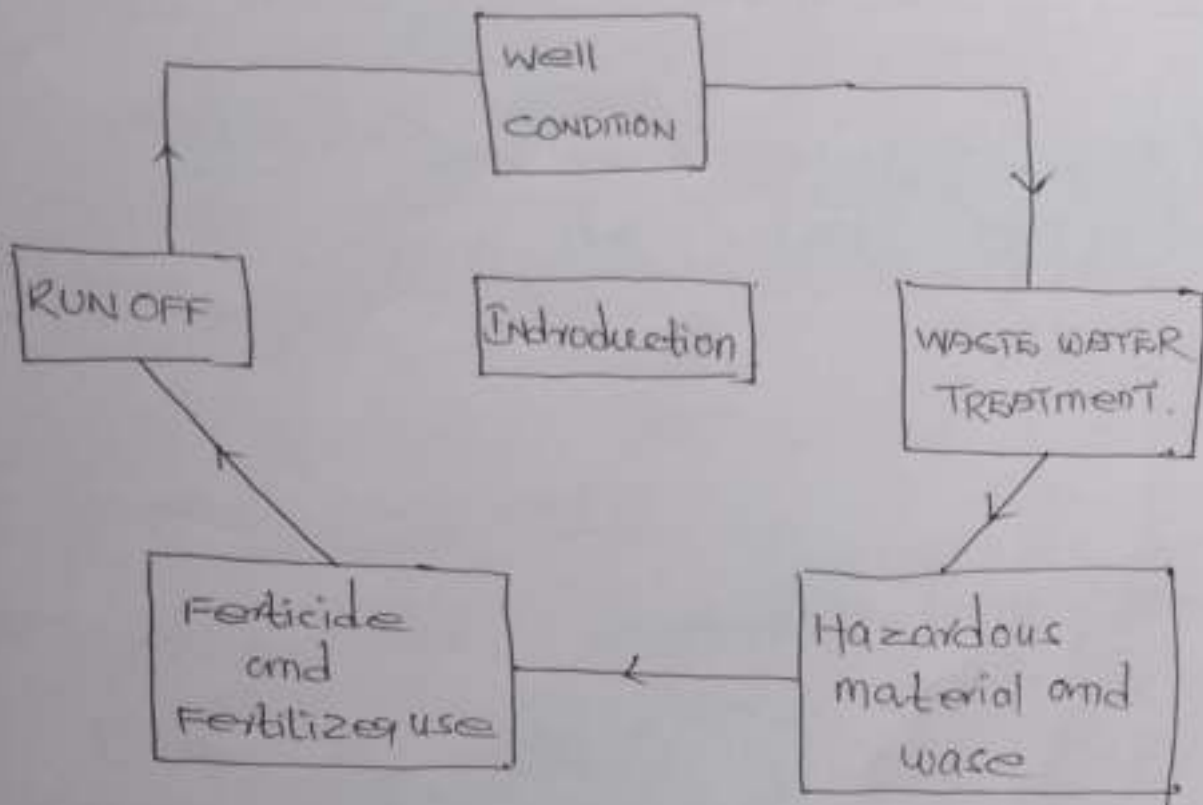 Well
CONDITION
RUN OFF
Indroduction
WASTE WATER
TREATMENT.
Ferticide
and
Fertilizer use
Hazardous
material and
wase